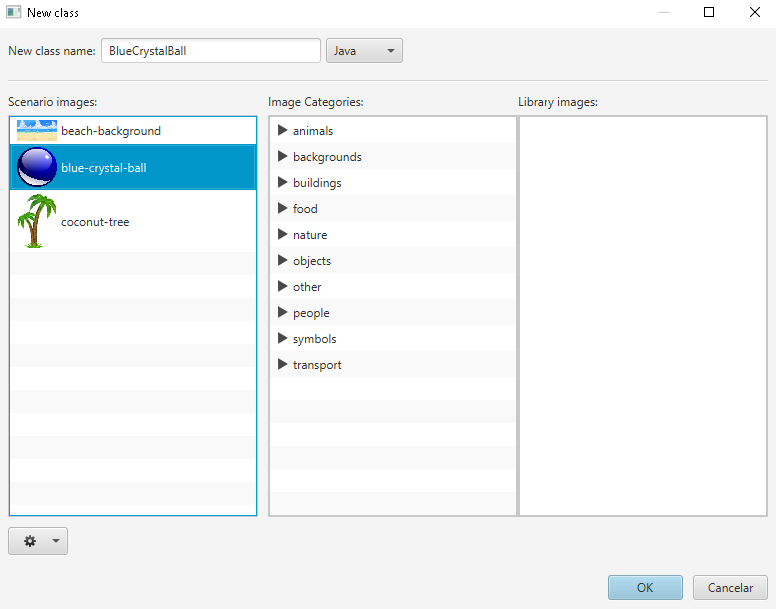 New class
New class name: BlueCrystalBall Java
Scenario images:
beach-background
blue-crystal-ball
coconut-tree
Image Categories:
animals
backgrounds
buildings
food
nature
objects
other
people
symbols
transport
Library images:
OK Cancelar